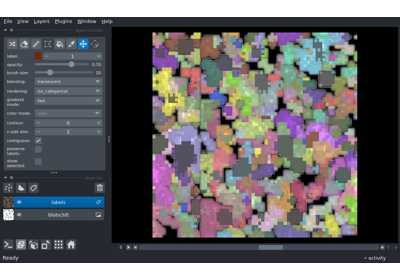 File View Layers Plugins Window Help
label: 1
opacity: 0.70
brush size: 10
blending: translucent
rendering: iso_categorical
gradient mode: fast
color mode:
contour: 0
n edit dim: 2
contiguous:
preserve labels:
show selected:
labels
blobs3dt
Ready
activity